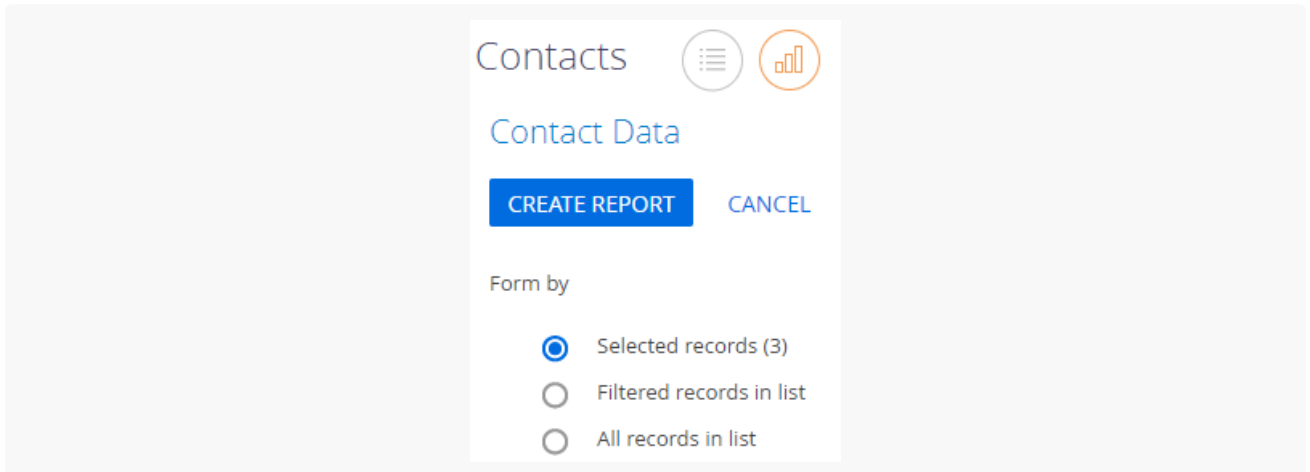 Contacts
Contact Data
CREATE REPORT CANCEL
Form by
Selected records (3)
Filtered records in list
All records in list